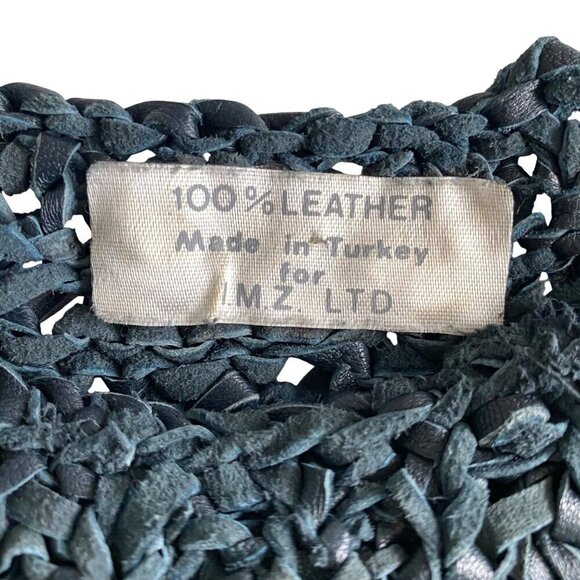 100% LEATHER
Made in Turkey
for
I.M.Z. LTD